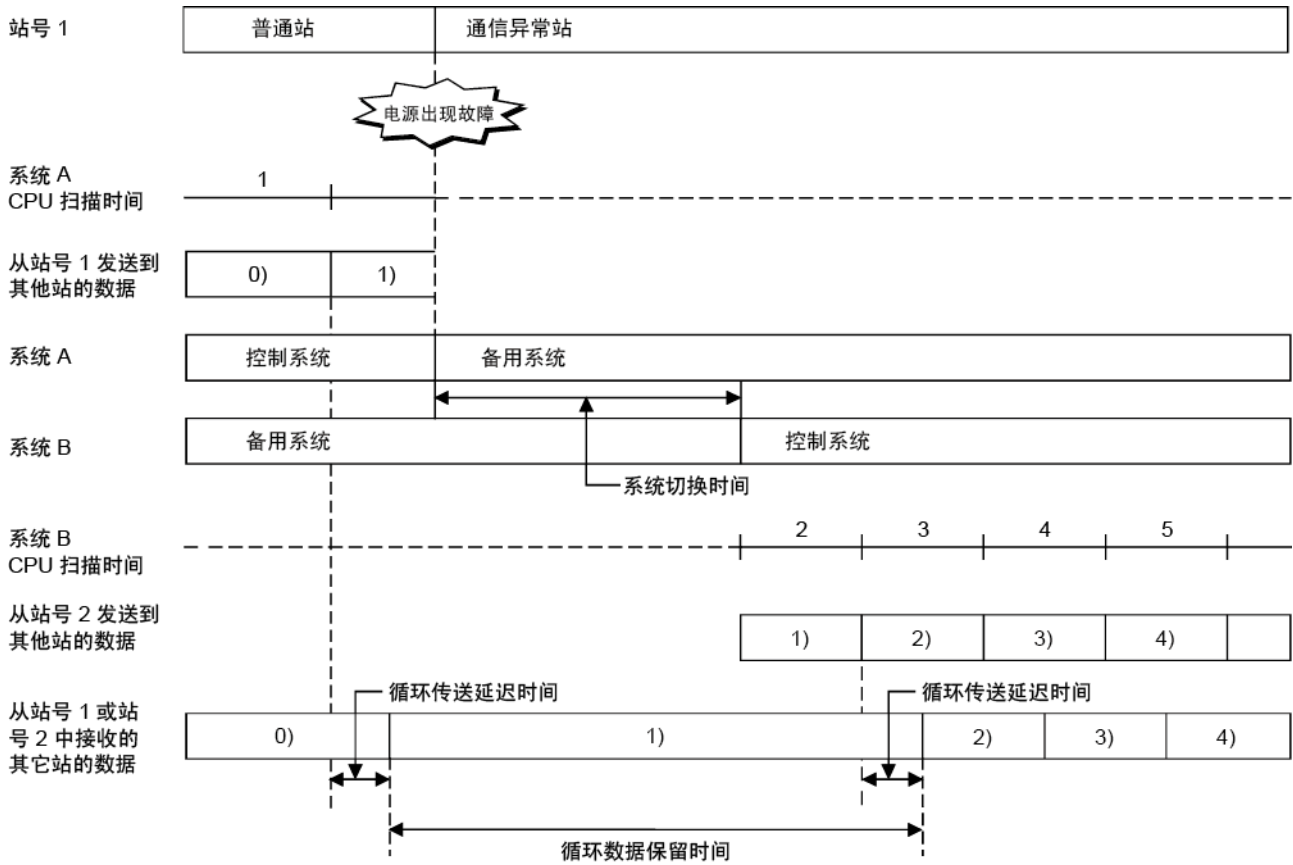 站号 1
普通站
通信异常站
电源出现故障
系统 A
CPU 扫描时间
1
从站号 1 发送到
其他站的数据
0)
1)
系统 A
控制系统
备用系统
系统 B
备用系统
控制系统
系统切换时间
系统 B
CPU 扫描时间
2
3
4
5
从站号 2 发送到
其他站的数据
1)
2)
3)
4)
循环传送延迟时间
循环传送延迟时间
从站号 1 或站
号 2 中接收的
其它站的数据
0)
1)
2)
3)
4)
循环数据保留时间